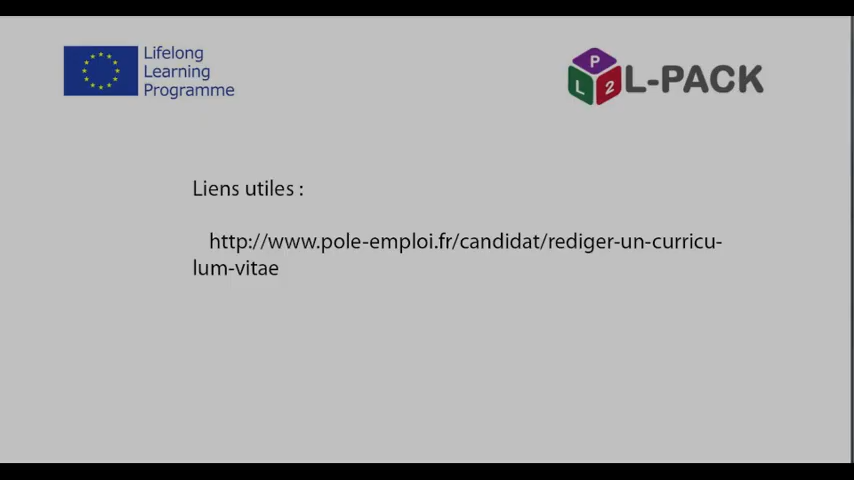 Lifelong
Learning
Programme
P
L
2
L-PACK
Liens utiles :
http://www.pole-emploi.fr/candidat/rediger-un-curricu-
lum-vitae